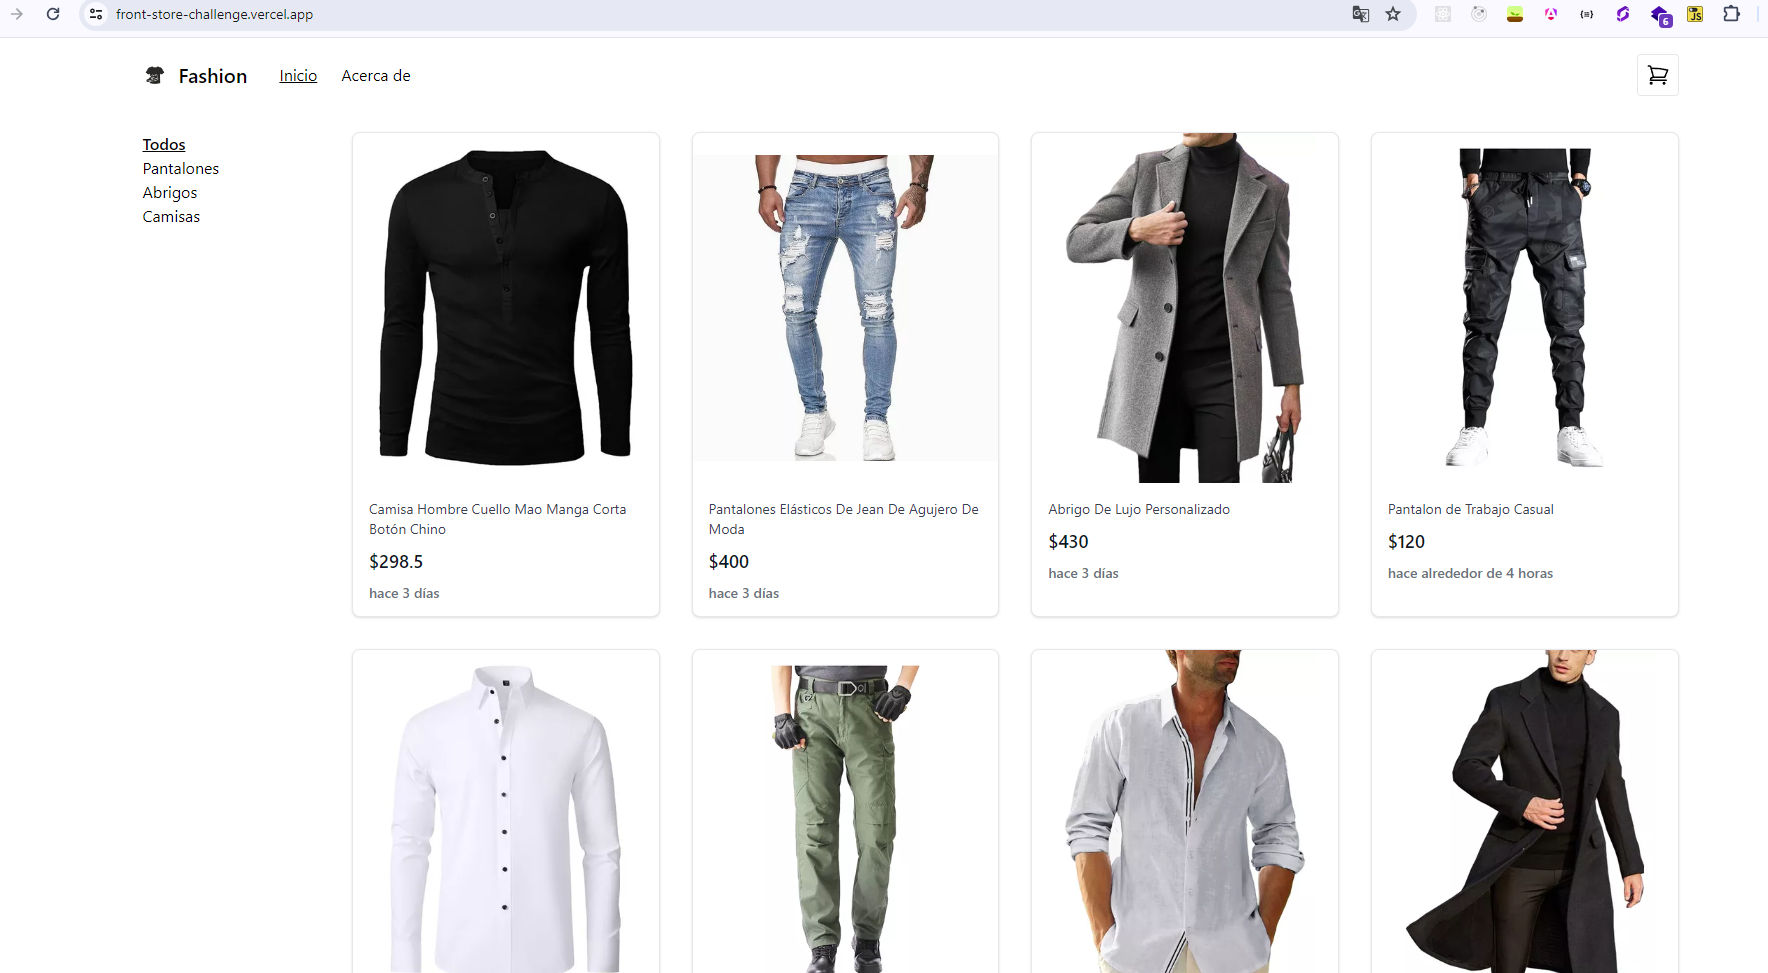 front-store-challenge.vercel.app
6
JS
Fashion
Inicio
Acerca de
Todos
Pantalones
Abrigos
Camisas
Camisa Hombre Cuello Mao Manga Corta
Botón Chino
$298.5
hace 3 días
Pantalones Elásticos De Jean De Agujero De
Moda
$400
hace 3 días
Abrigo De Lujo Personalizado
$430
hace 3 días
Pantalon de Trabajo Casual
$120
hace alrededor de 4 horas